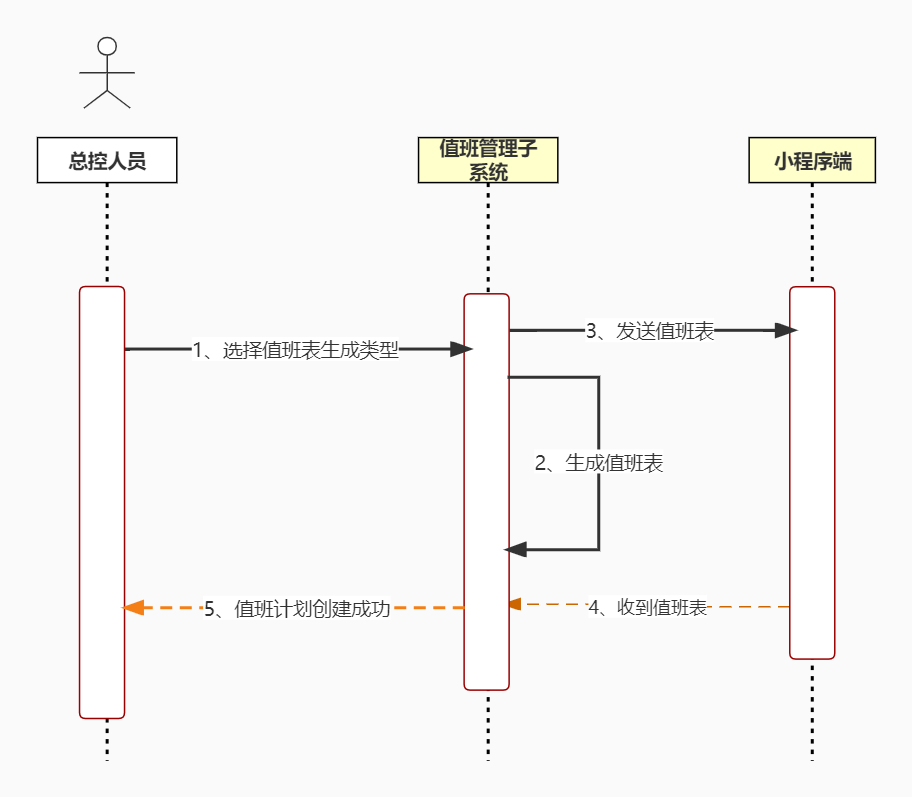 总控人员
值班管理子
系统
小程序端
3、发送值班表
1、选择值班表生成类型
2、生成值班表
4、收到值班表
5、值班计划创建成功